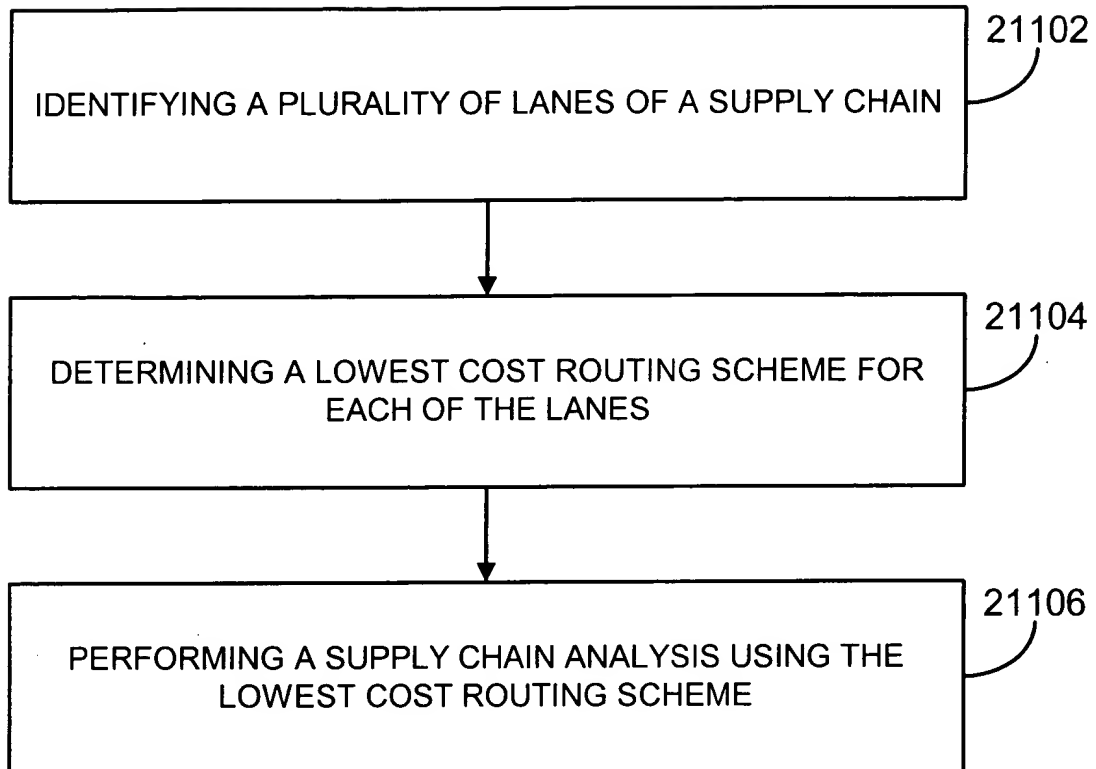 21102
IDENTIFYING A PLURALITY OF LANES OF A SUPPLY CHAIN
21104
DETERMINING A LOWEST COST ROUTING SCHEME FOR
EACH OF THE LANES
21106
PERFORMING A SUPPLY CHAIN ANALYSIS USING THE
LOWEST COST ROUTING SCHEME